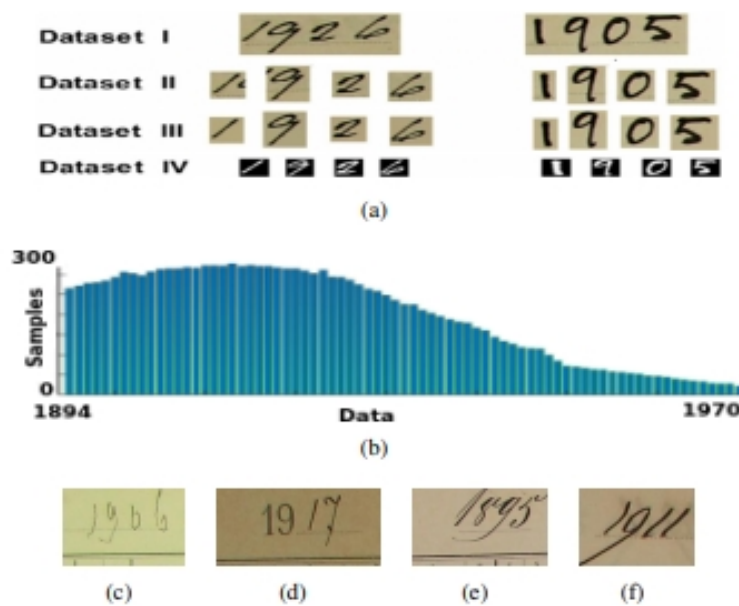 Dataset I 1926 1905
Dataset II 1 9 2 6 1 9 0 5
Dataset III 1 9 2 6 1 9 0 5
Dataset IV 1 9 2 6 1 9 0 5
(a)
300
Samples
0
1894 Data 1970
(b)
1906 1917 1895 1911
(c) (d) (e) (f)